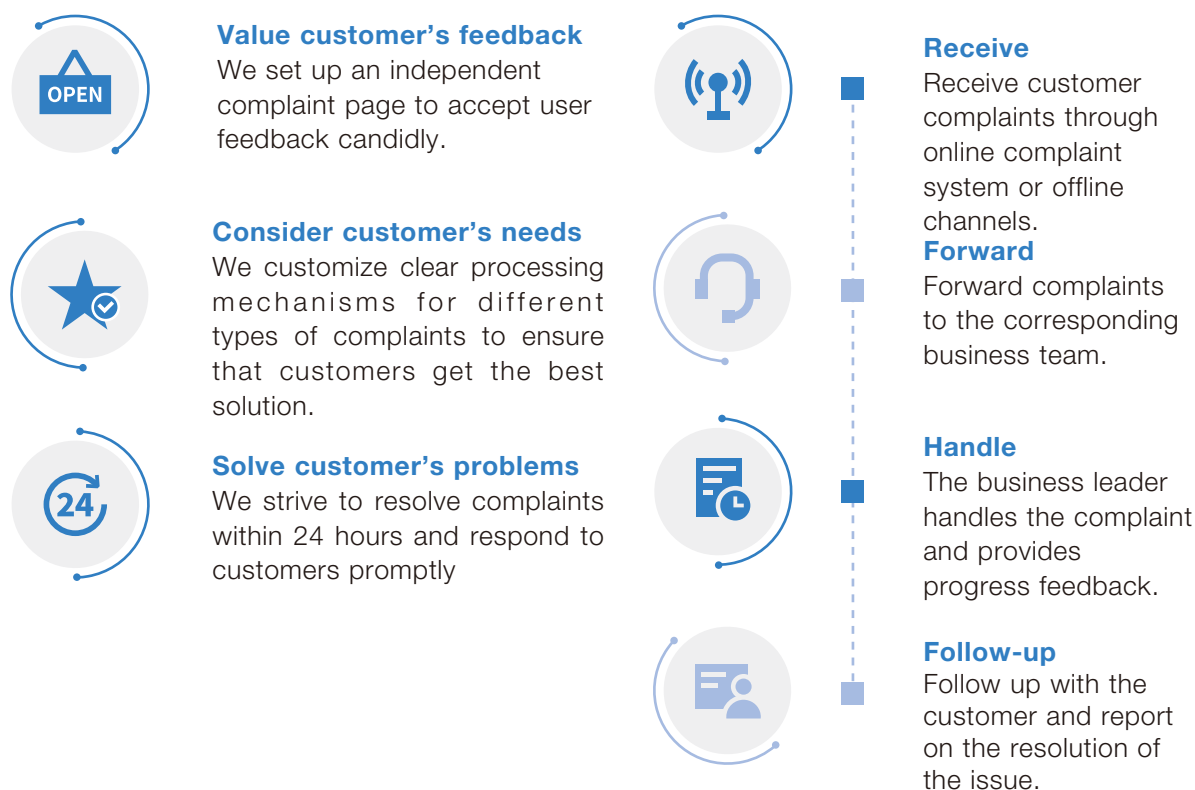 OPEN
Value customer's feedback
We set up an independent
complaint page to accept user
feedback candidly.
Consider customer's needs
We customize clear processing
mechanisms for different
types of complaints to ensure
that customers get the best
solution.
24
Solve customer's problems
We strive to resolve complaints
within 24 hours and respond to
customers promptly
Receive
Receive customer
complaints through
online complaint
system or offline
channels.
Forward
Forward complaints
to the corresponding
business team.
Handle
The business leader
handles the complaint
and provides
progress feedback.
Follow-up
Follow up with the
customer and report
on the resolution of
the issue.